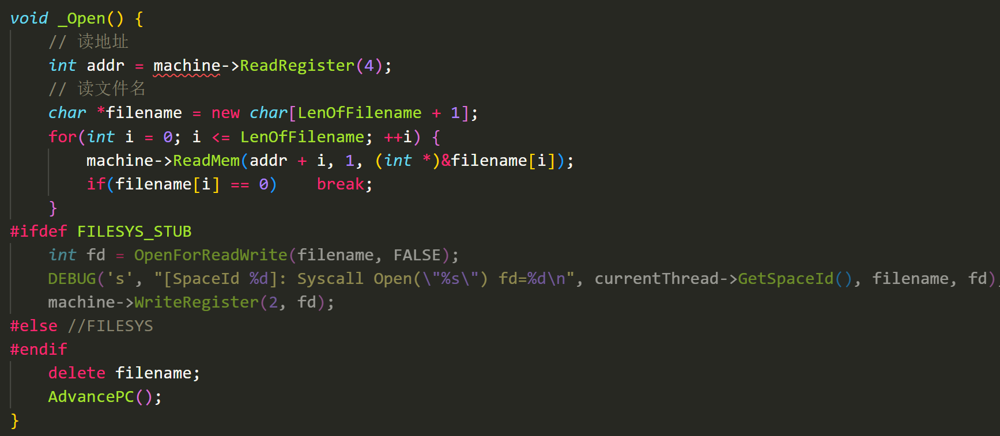 void _Open() {
    // 读地址
    int addr = machine->ReadRegister(4);
    // 读文件名
    char *filename = new char[LenOfFilename + 1];
    for(int i = 0; i <= LenOfFilename; ++i) {
        machine->ReadMem(addr + i, 1, (int *)&filename[i]);
        if(filename[i] == 0)    break;
    }
#ifdef FILESYS_STUB
    int fd = OpenForReadWrite(filename, FALSE);
    DEBUG('s', "[SpaceId %d]: Syscall Open(\"%s\") fd=%d\n", currentThread->GetSpaceId(), filename, fd);
    machine->WriteRegister(2, fd);
#else //FILESYS
#endif
    delete filename;
    AdvancePC();
}